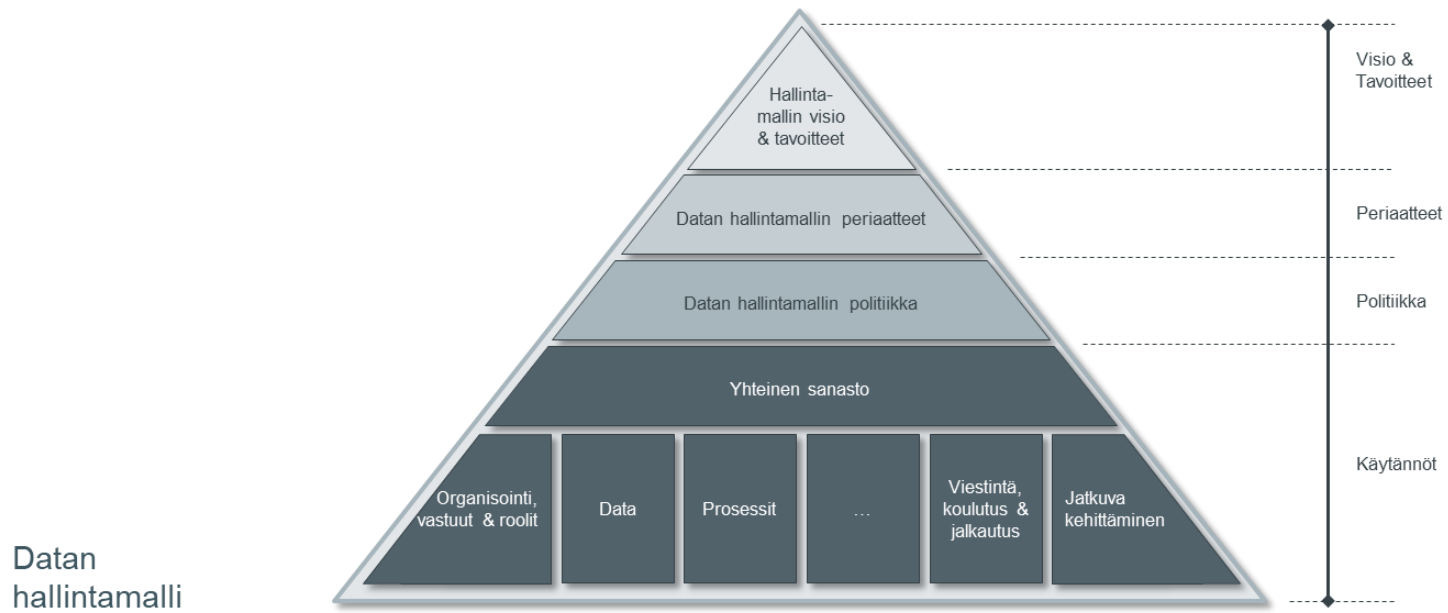 Hallinta-
mallin visio
& tavoitteet
Visio &
Tavoitteet
Datan hallintamallin periaatteet
Periaatteet
Datan hallintamallin politiikka
Politiikka
Yhteinen sanasto
Käytännöt
Organisointi,
vastuut & roolit
Data
Prosessit
...
Viestintä,
koulutus &
jalkautus
Jatkuva
kehittäminen
Datan
hallintamalli